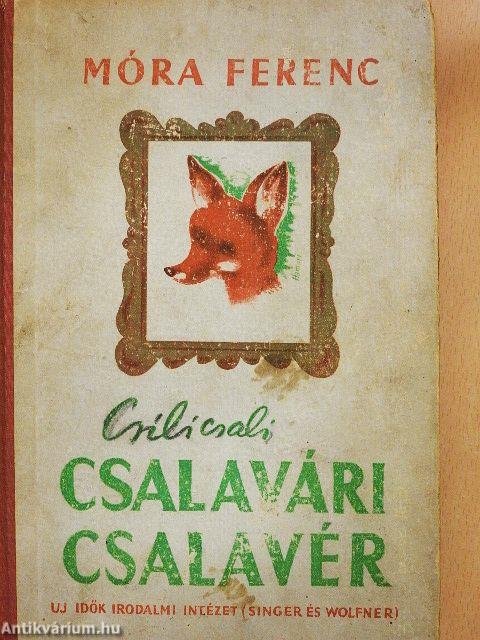 MÓRA FERENC
Csilicsali
CSALAVÁRI
CSALAVÉR
UJ IDŐK IRODALMI INTÉZET (SINGER ÉS WOLFNER)
Antikvárium.hu